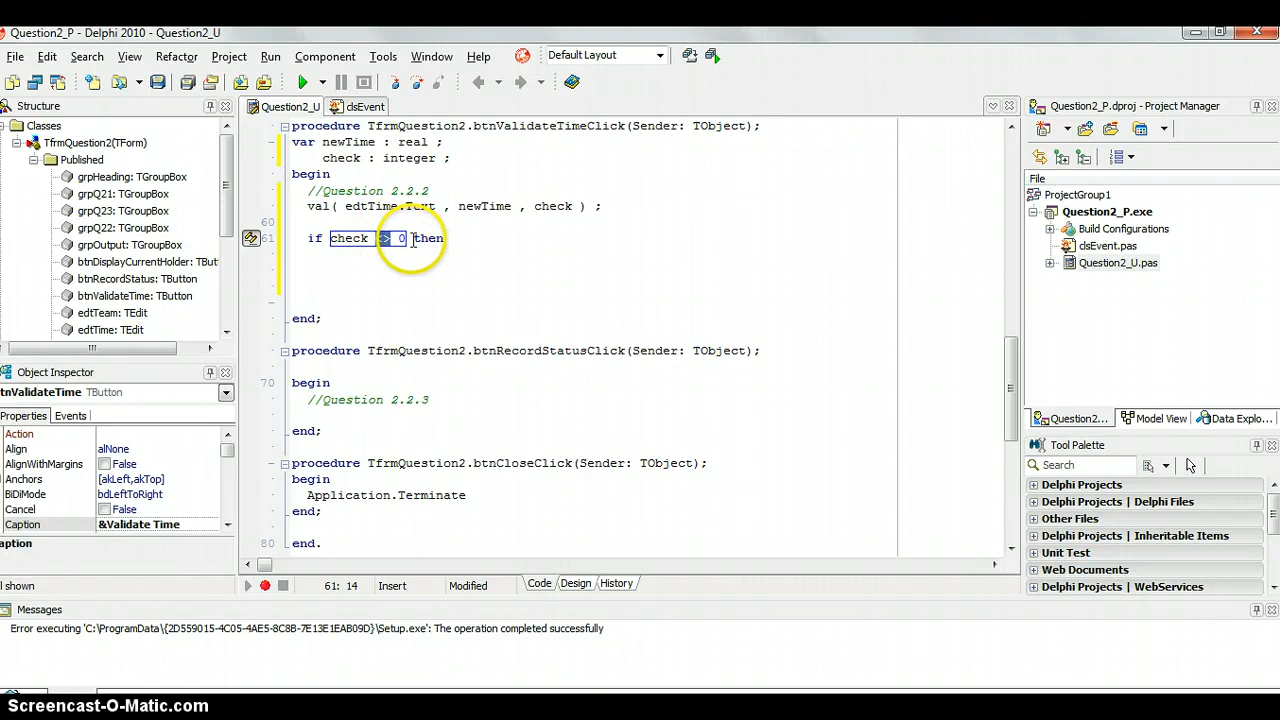 Question2_P - Delphi 2010 - Question2_U
File Edit Search View Refactor Project Run Component Tools Window Help Default Layout
Structure
Classes
TfrmQuestion2(TForm)
Published
grpHeading: TGroupBox
grpQ21: TGroupBox
grpQ23: TGroupBox
grpOutput: TGroupBox
btnDisplayCurrentHolder: TButt
btnRecordStatus: TButton
btnValidateTime: TButton
edtTeam: TEdit
edtTime: TEdit
Object Inspector
tnValidateTime TButton
Properties Events
Action
Align alNone
AlignWithMargins False
Anchors [akLeft,akTop]
BiDiMode bdLeftToRight
Cancel False
Caption &Validate Time
aption
l shown
Question2_U dsEvent
procedure TfrmQuestion2.btnValidateTimeClick(Sender: TObject);
var newTime : real ;
check : integer ;
begin
//Question 2.2.2
val( edtTime.Text , newTime , check ) ;
60
61 if check <> 0 then
end;
procedure TfrmQuestion2.btnRecordStatusClick(Sender: TObject);
70 begin
//Question 2.2.3
end;
procedure TfrmQuestion2.btnCloseClick(Sender: TObject);
begin
Application.Terminate
end;
80 end.
61: 14 Insert Modified Code Design History
Question2_P.dproj - Project Manager
File
ProjectGroup1
Question2_P.exe
Build Configurations
dsEvent.pas
Question2_U.pas
Question2... Model View Data Explo...
Tool Palette
Search
Delphi Projects
Delphi Projects | Delphi Files
Other Files
Delphi Projects | Inheritable Items
Unit Test
Web Documents
Delphi Projects | WebServices
Messages
Error executing 'C:\ProgramData\{2D559015-4C05-4AE5-8C8B-7E13E1EAB09D}\Setup.exe': The operation completed successfully
Screencast-O-Matic.com